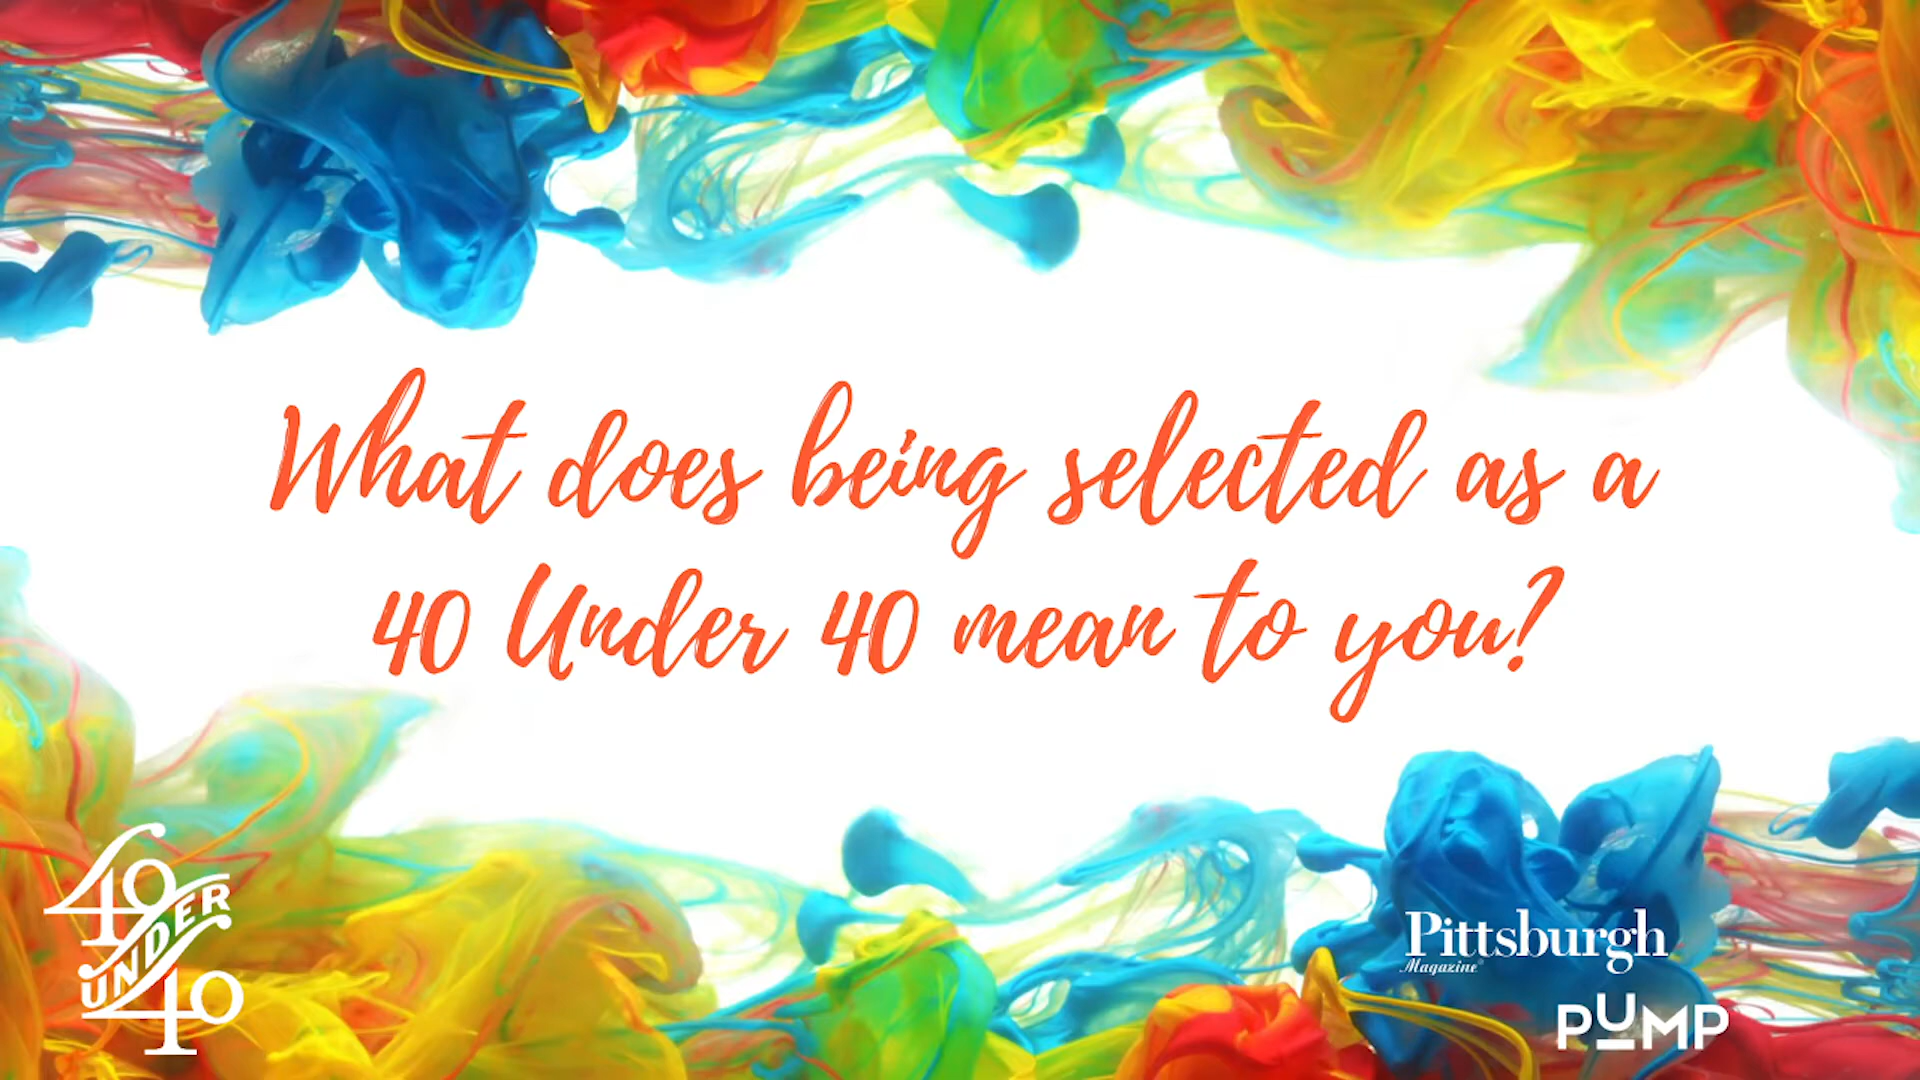 What does being selected as a
40 Under 40 mean to you?
40
UNDER
40
Pittsburgh
Magazine
PUMP